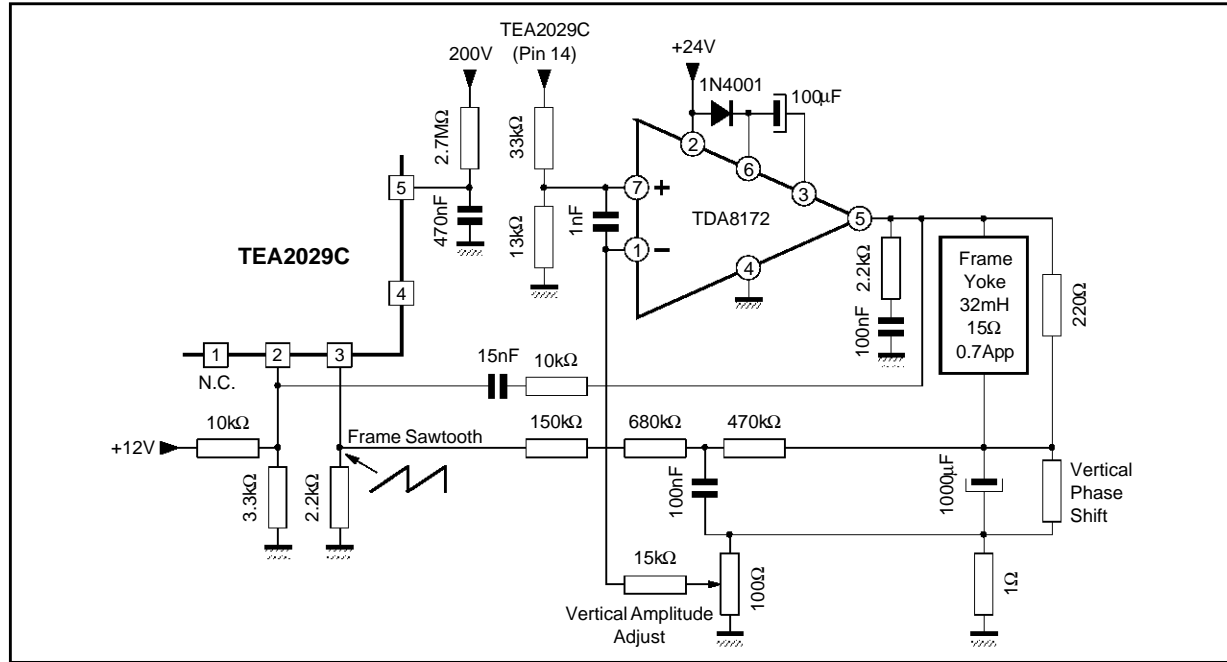 TEA2029C
(Pin 14)
200V
+24V
1N4001
100µF
2.7MΩ
33kΩ
2
6
3
5
7
+
470nF
13kΩ
1nF
TDA8172
5
1
–
TEA2029C
4
4
2.2kΩ
100nF
Frame
Yoke
32mH
15Ω
0.7App
220Ω
1
2
3
N.C.
15nF
10kΩ
10kΩ
+12V
Frame Sawtooth
150kΩ
680kΩ
470kΩ
3.3kΩ
2.2kΩ
100nF
1000µF
Vertical
Phase
Shift
15kΩ
100Ω
1Ω
Vertical Amplitude
Adjust